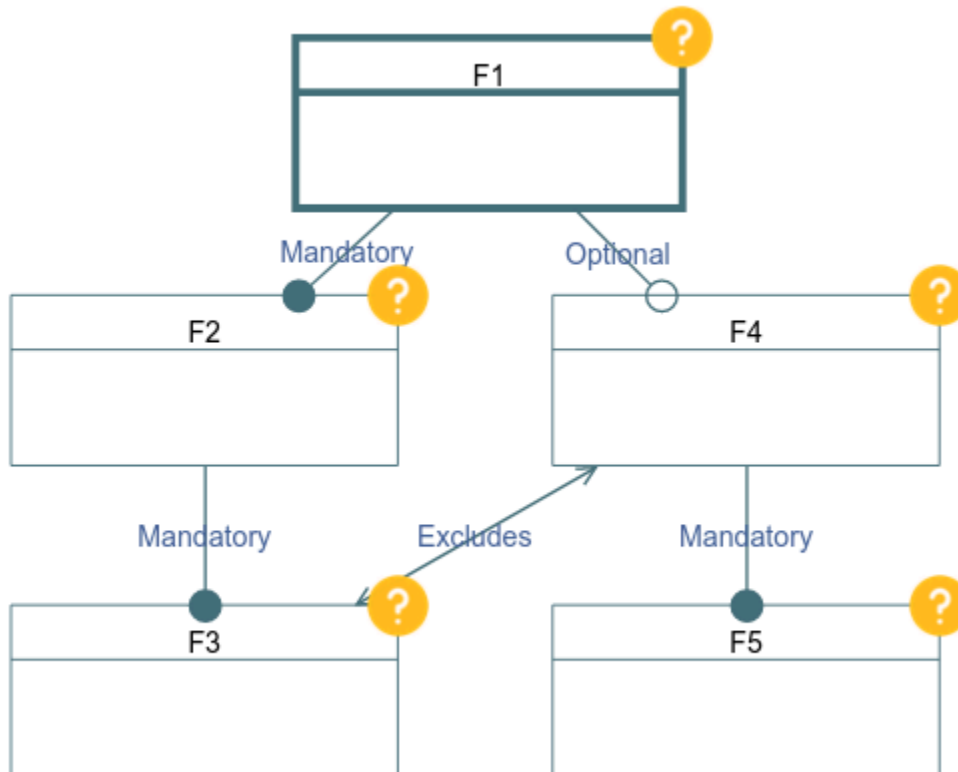 ?
F1
Mandatory
Optional
?
?
F2
F4
Mandatory
Excludes
Mandatory
?
?
F3
F5